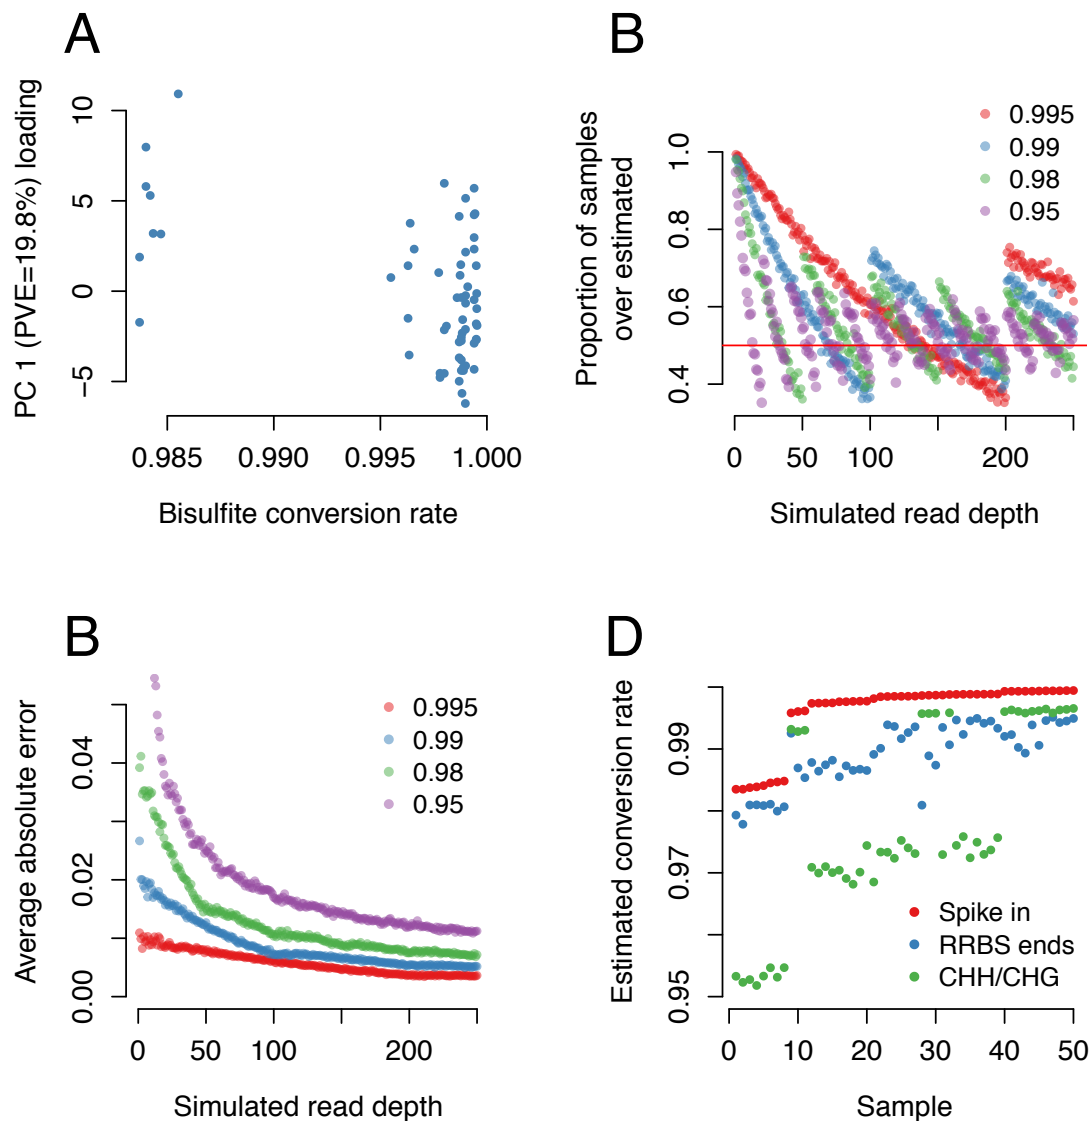 A
PC 1 (PVE=19.8%) loading
10
5
0
−5
0.985
0.990
0.995
1.000
Bisulfite conversion rate
B
Proportion of samples
over estimated
1.0
0.8
0.6
0.4
0
50
100
200
Simulated read depth
0.995
0.99
0.98
0.95
B
Average absolute error
0.04
0.02
0.00
0
50
100
200
Simulated read depth
0.995
0.99
0.98
0.95
D
Estimated conversion rate
0.99
0.97
0.95
0
10
20
30
40
50
Sample
Spike in
RRBS ends
CHH/CHG